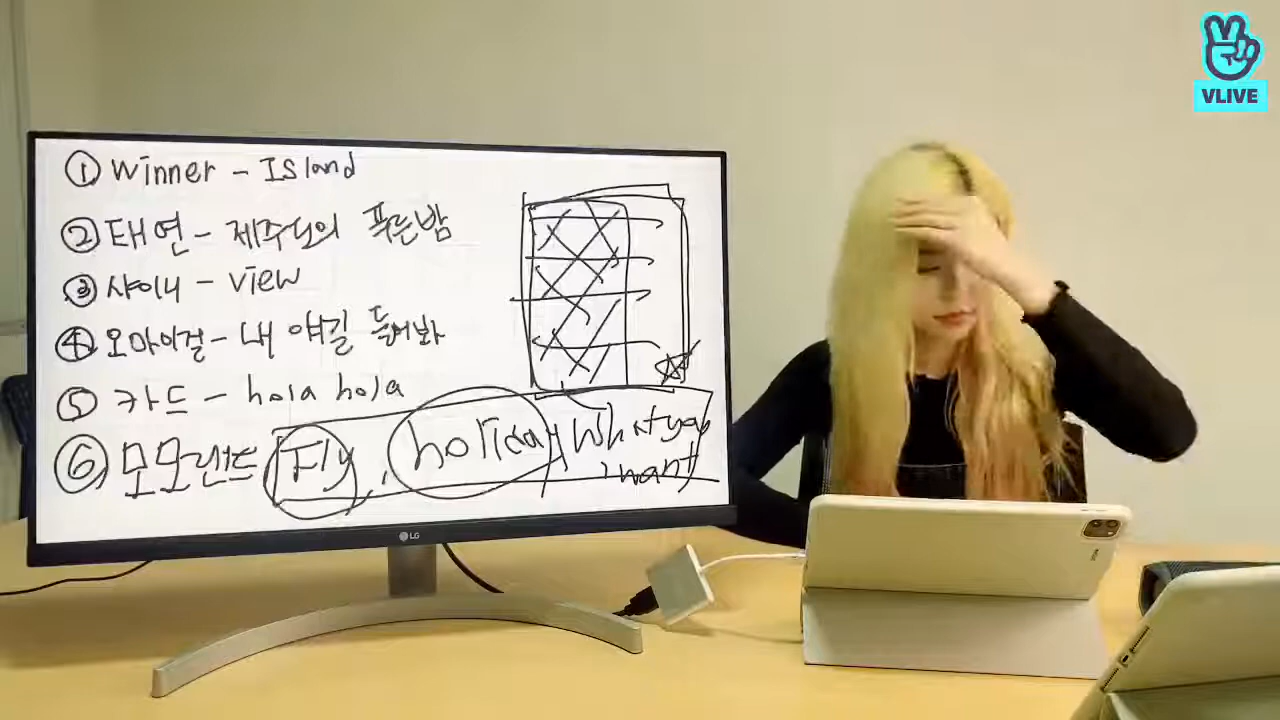 ① Winner - Island
② 태연 - 제주도의 푸른밤
③ 샤이니 - view
④ 오마이걸 - 내 얘길 들어봐
⑤ 카드 - hola hola
⑥ 모모랜드 Fly, holiday, What you want
LG
VLIVE